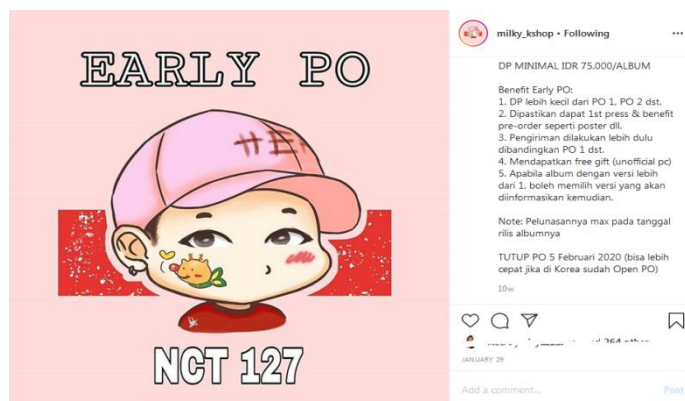 EARLY PO
HER
NCT 127
milky_kshop • Following
DP MINIMAL IDR 75.000/ALBUM
Benefit Early PO:
1. DP lebih kecil dari PO 1, PO 2 dst.
2. Dipastikan dapat 1st press & benefit
pre-order seperti poster dll.
3. Pengiriman dilakukan lebih dulu
dibandingkan PO 1 dst.
4. Mendapatkan free gift (unofficial pc)
5. Apabila album dengan versi lebih
dari 1, boleh memilih versi yang akan
diinformasikan kemudian.
Note: Pelunasannya max pada tanggal
rilis albumnya
TUTUP PO 5 Februari 2020 (bisa lebih
cepat jika di Korea sudah Open PO)
10w
JANUARY 29
Add a comment...
Post